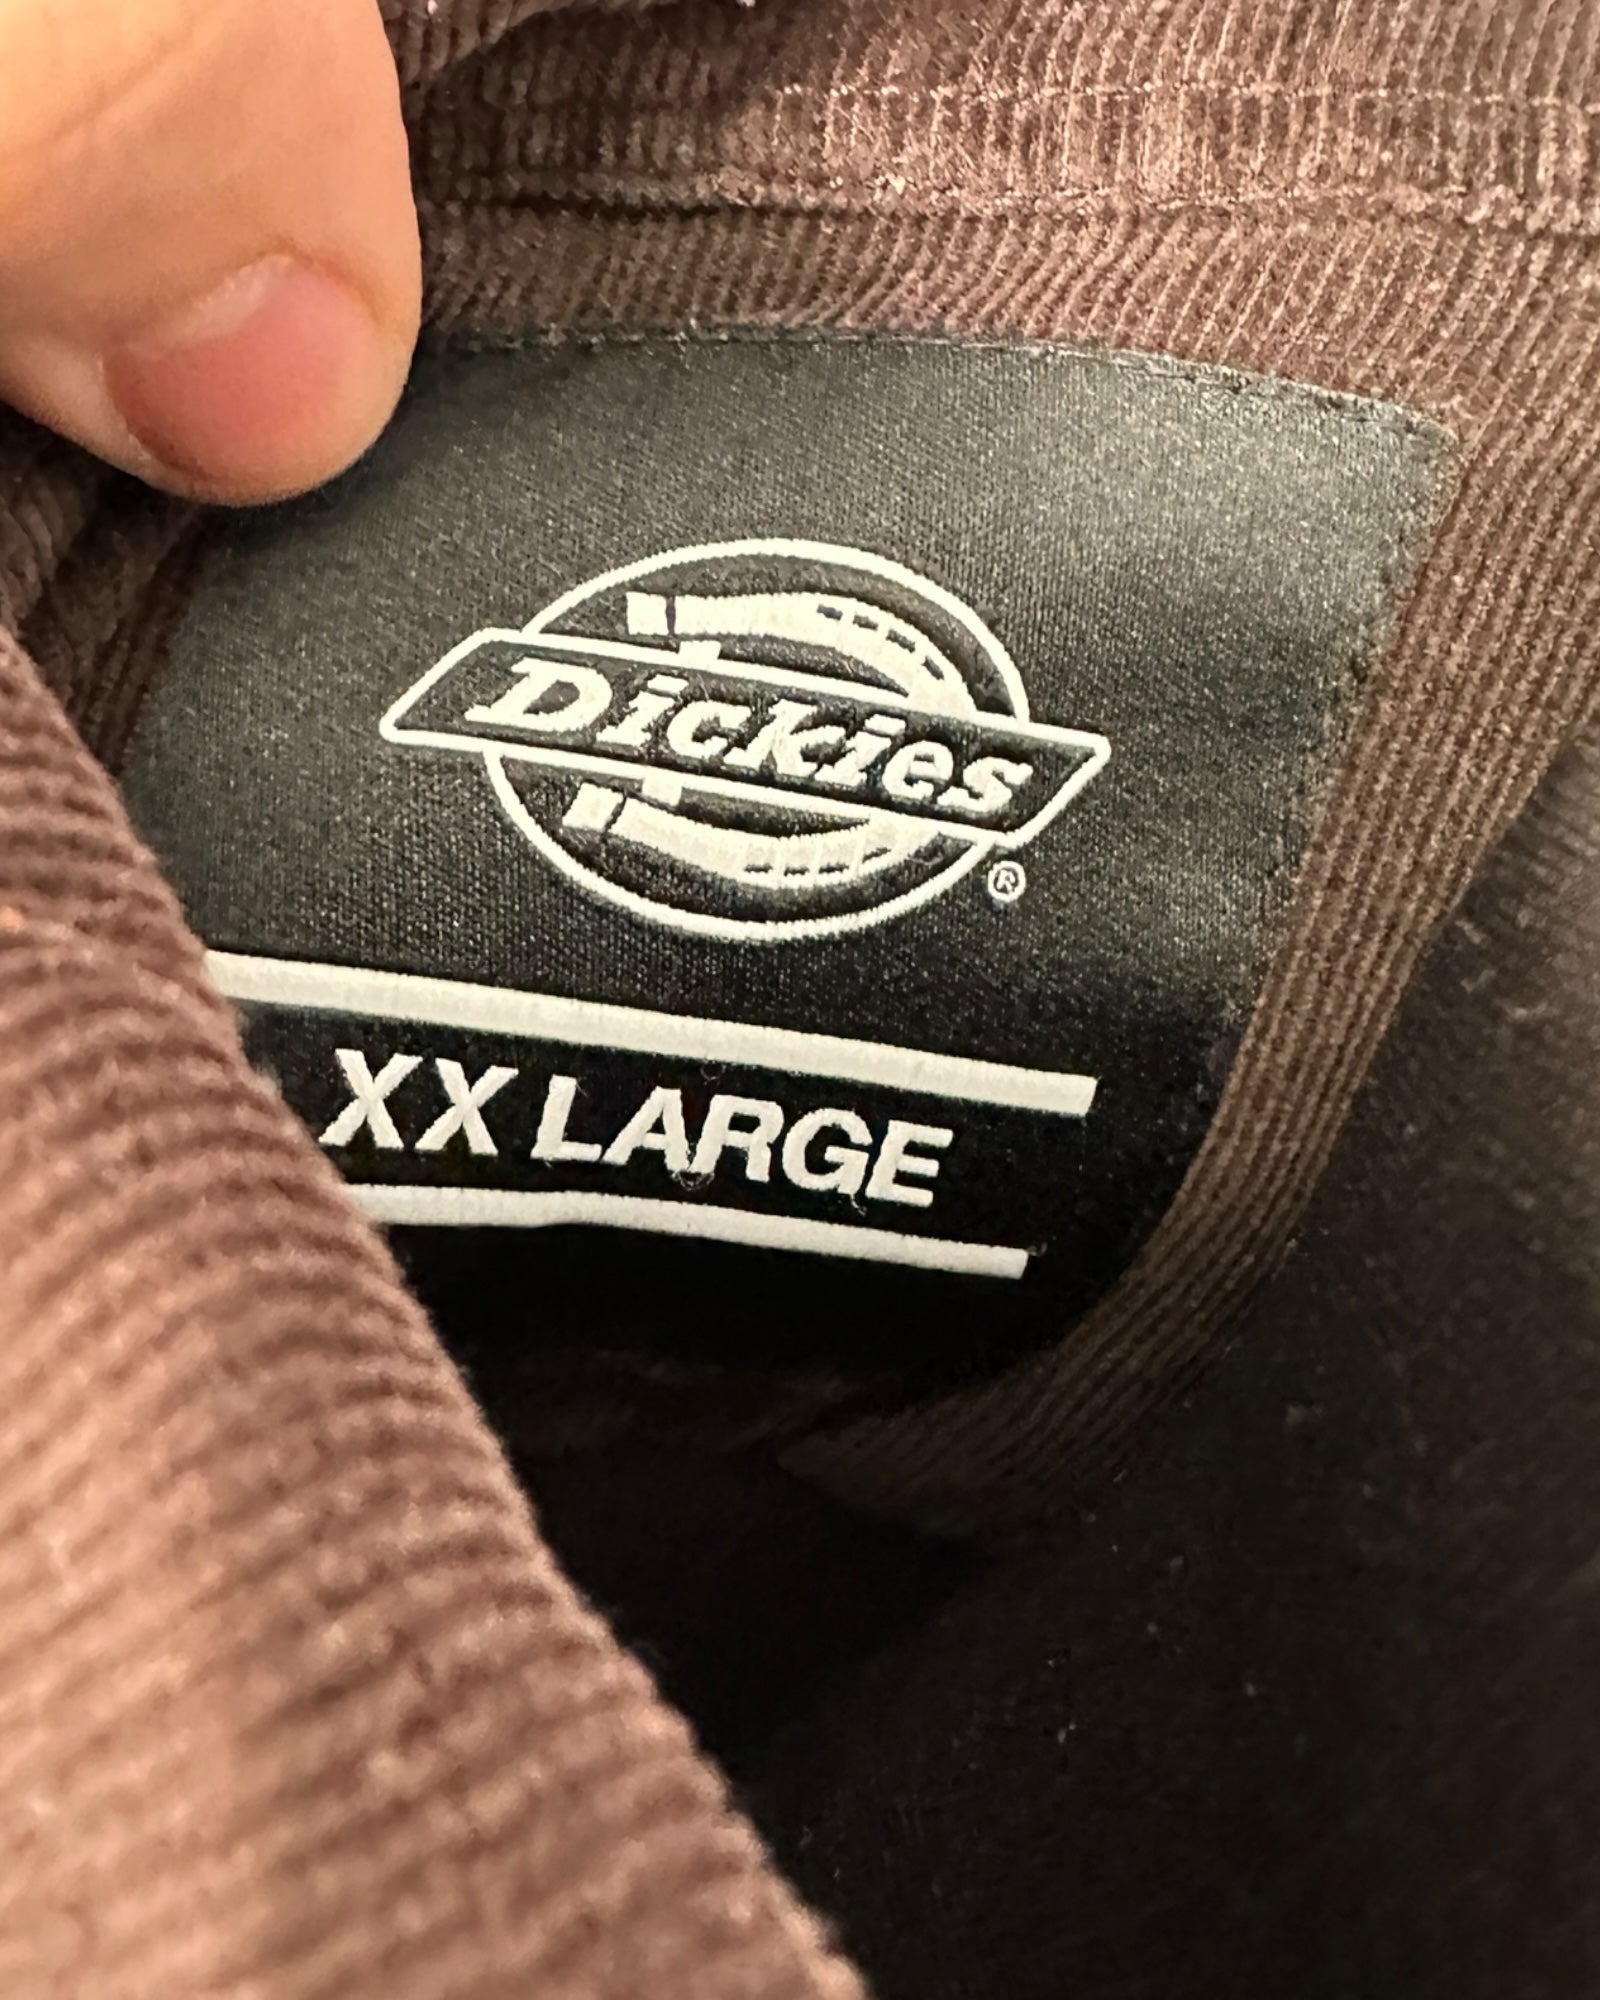 Dickies
®
XX LARGE